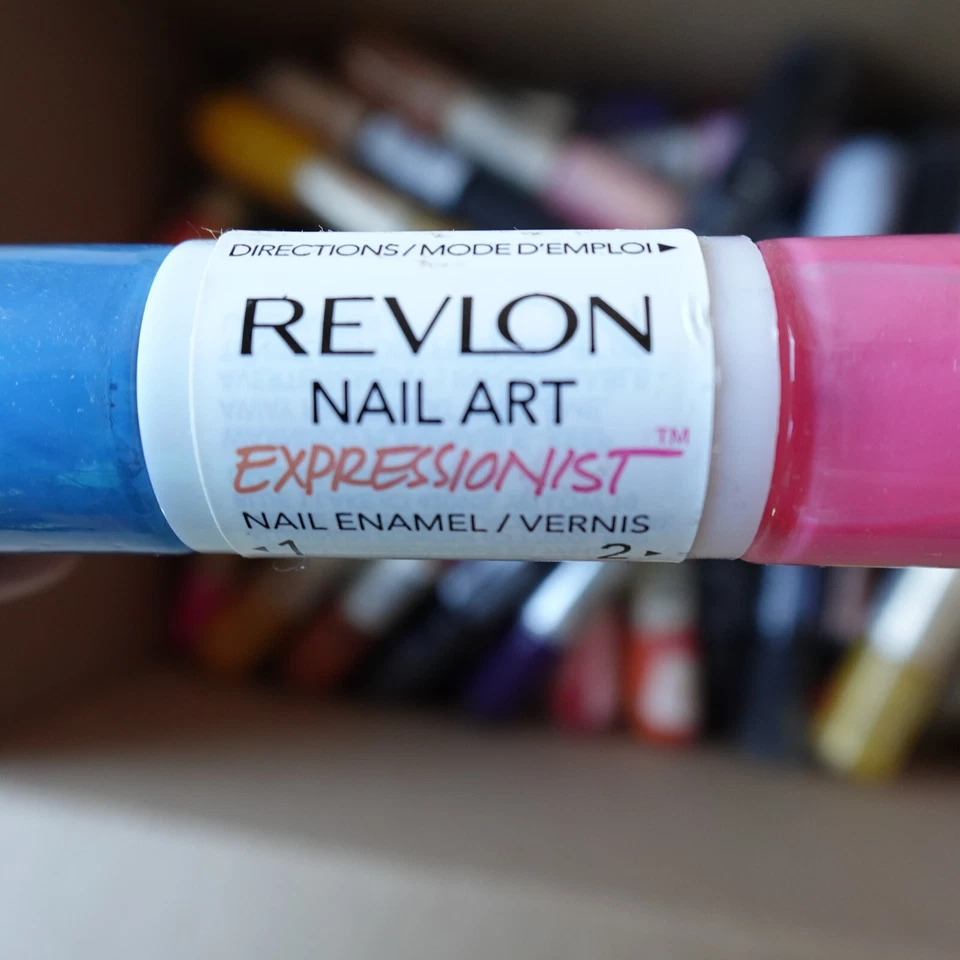 DIRECTIONS / MODE D'EMPLOI ▶
REVLON
NAIL ART
EXPRESSIONIST™
NAIL ENAMEL / VERNIS
◀ 1 2 ▶